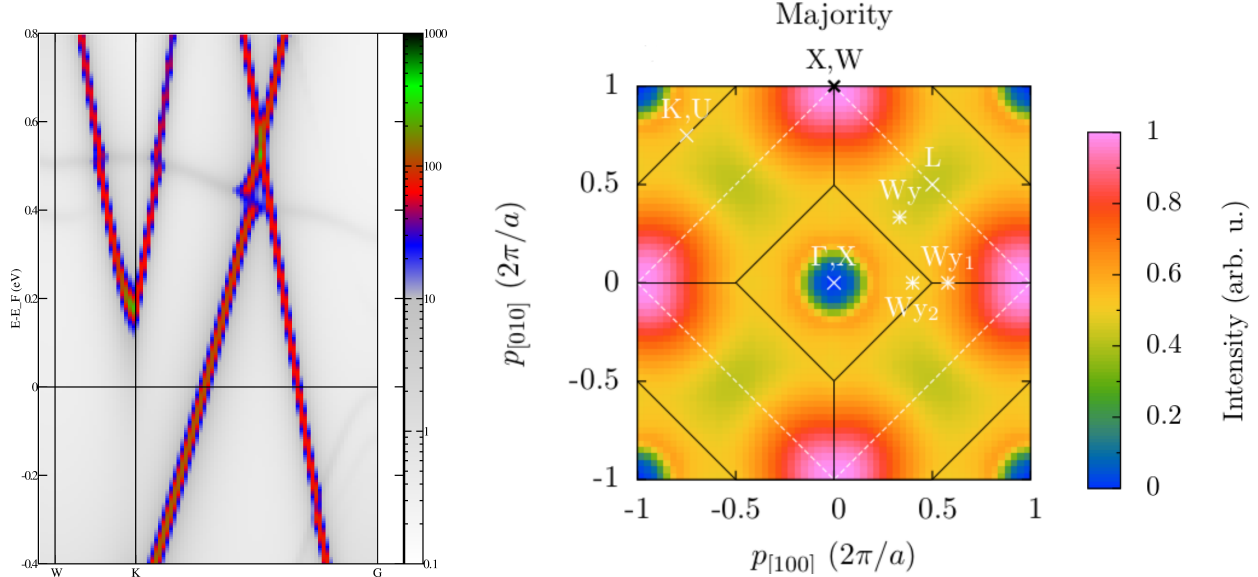 0.8
0.6
0.4
0.2
0
-0.2
-0.4
E-E_F (eV)
W
K
G
1000
100
10
1
0.1
Majority
X,W
K,U
L
Wy
Γ,X
Wy1
Wy2
1
0.5
0
-0.5
-1
p[010] (2π/a)
-1
-0.5
0
0.5
1
p[100] (2π/a)
1
0.8
0.6
0.4
0.2
0
Intensity (arb. u.)